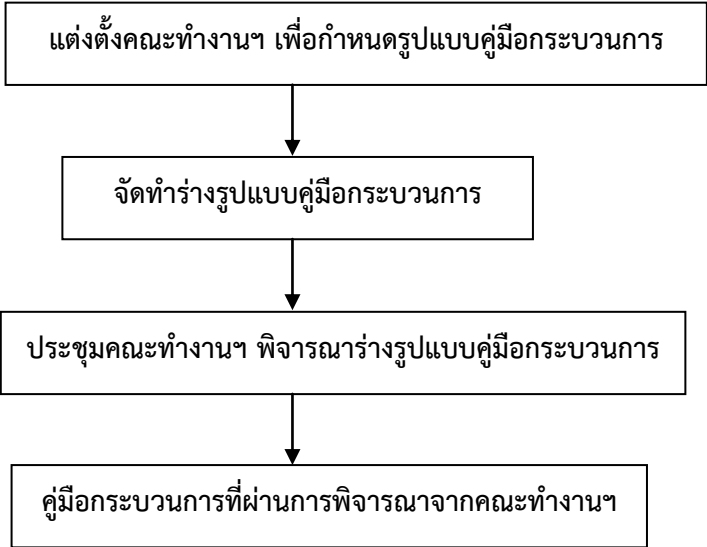 แต่งตั้งคณะทำงานฯ เพื่อกำหนดรูปแบบคู่มือกระบวนการ
จัดทำร่างรูปแบบคู่มือกระบวนการ
ประชุมคณะทำงานฯ พิจารณาร่างรูปแบบคู่มือกระบวนการ
คู่มือกระบวนการที่ผ่านการพิจารณาจากคณะทำงานฯ